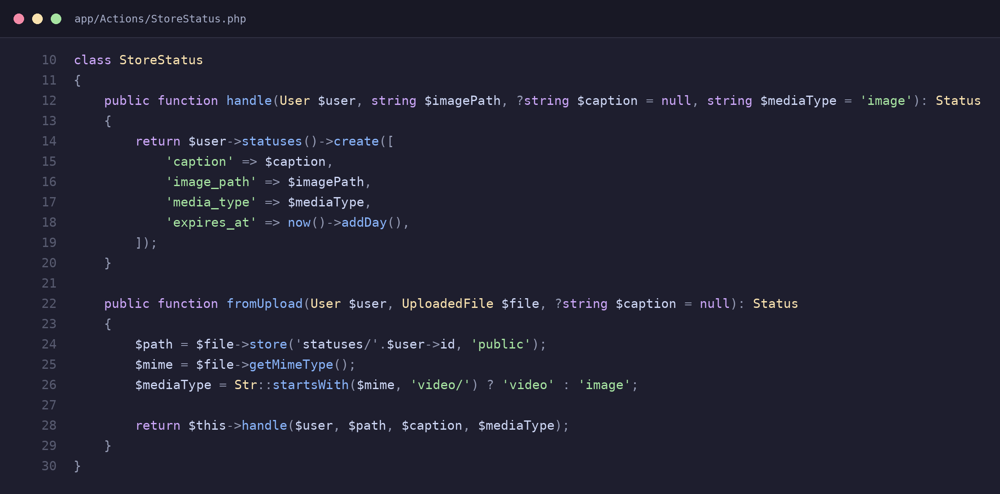 app/Actions/StoreStatus.php
10 class StoreStatus
11 {
12     public function handle(User $user, string $imagePath, ?string $caption = null, string $mediaType = 'image'): Status
13     {
14         return $user->statuses()->create([
15             'caption' => $caption,
16             'image_path' => $imagePath,
17             'media_type' => $mediaType,
18             'expires_at' => now()->addDay(),
19         ]);
20     }
21
22     public function fromUpload(User $user, UploadedFile $file, ?string $caption = null): Status
23     {
24         $path = $file->store('statuses/'.$user->id, 'public');
25         $mime = $file->getMimeType();
26         $mediaType = Str::startsWith($mime, 'video/') ? 'video' : 'image';
27
28         return $this->handle($user, $path, $caption, $mediaType);
29     }
30 }